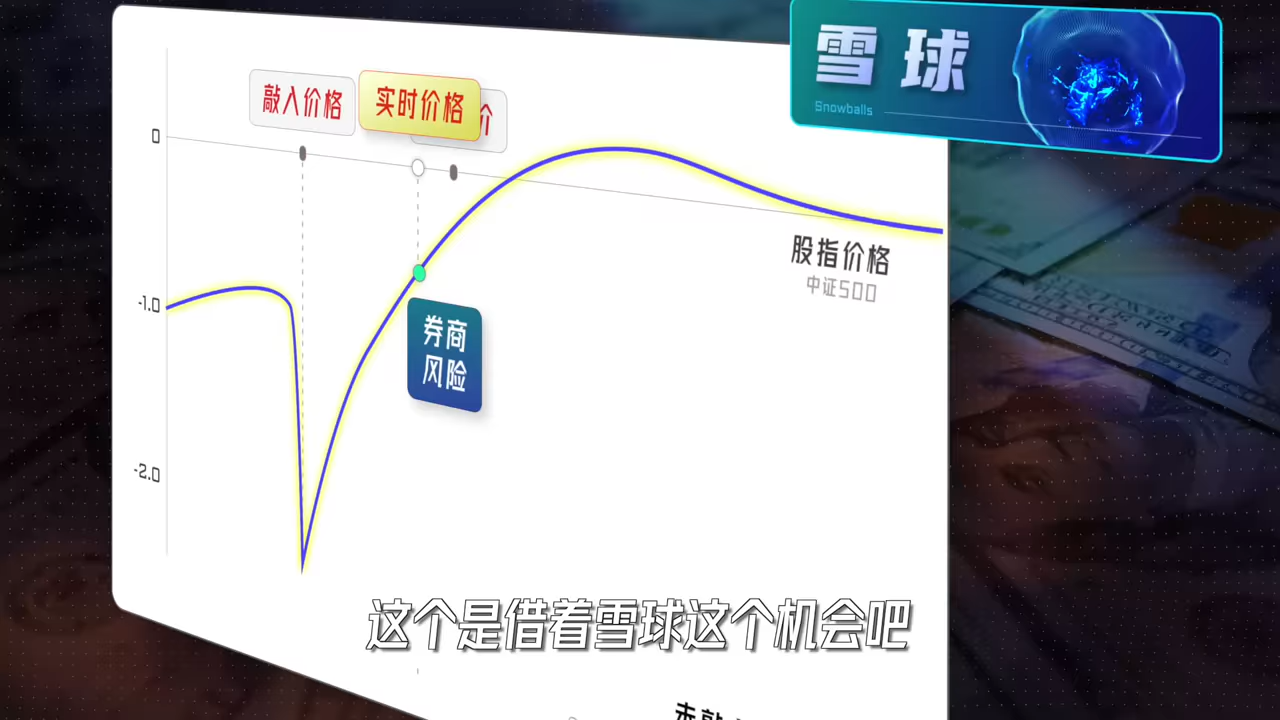 雪球
Snowballs
敲入价格
实时价格
价
0
-1.0
-2.0
股指价格
中证500
券商
风险
这个是借着雪球这个机会吧